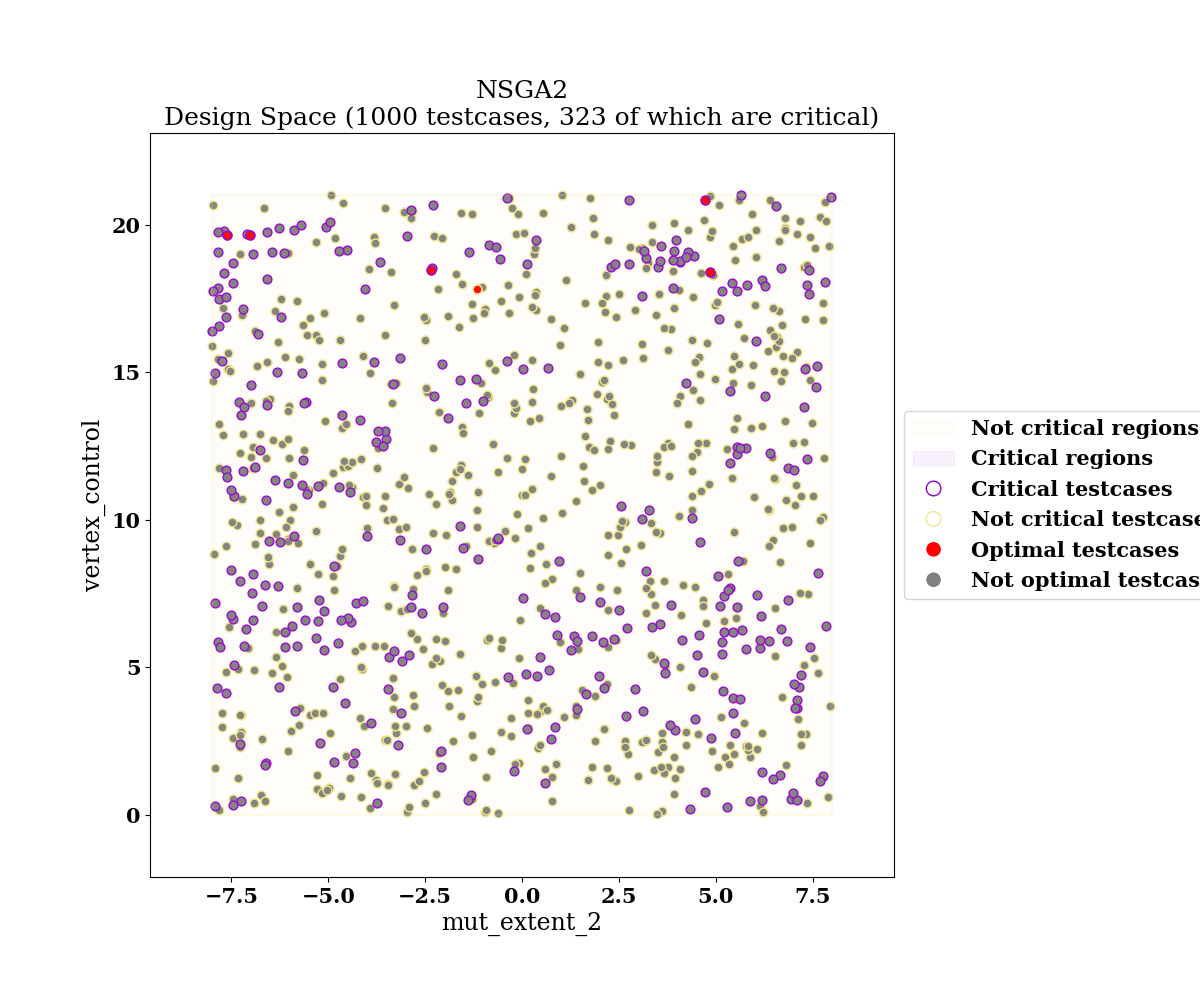 NSGA2
Design Space (1000 testcases, 323 of which are critical)
20
15
10
5
0
vertex_control
−7.5
−5.0
−2.5
0.0
2.5
5.0
7.5
mut_extent_2
Not critical regions
Critical regions
Critical testcases
Not critical testcase
Optimal testcases
Not optimal testcas